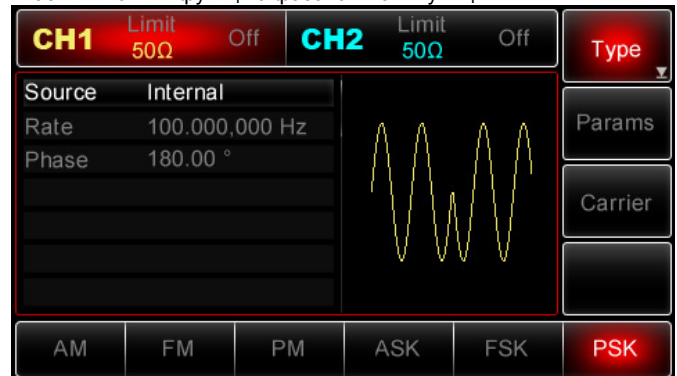 CH1 Limit 50Ω Off CH2 Limit 50Ω Off Type
Source Internal
Rate 100.000,000 Hz
Phase 180.00 °
Params
Carrier
AM FM PM ASK FSK PSK